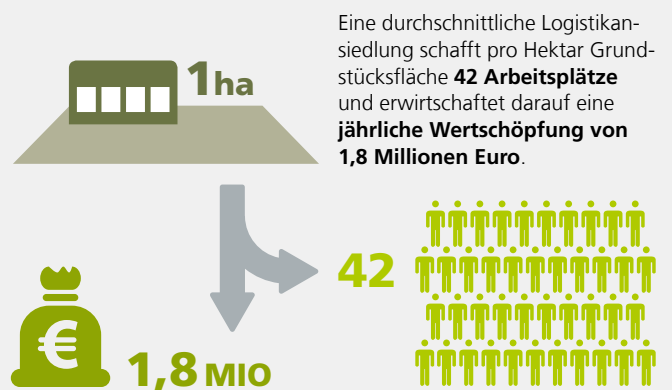 1ha
Eine durchschnittliche Logistikan-
siedlung schafft pro Hektar Grund-
stücksfläche 42 Arbeitsplätze
und erwirtschaftet darauf eine
jährliche Wertschöpfung von
1,8 Millionen Euro.
42
€
1,8 MIO